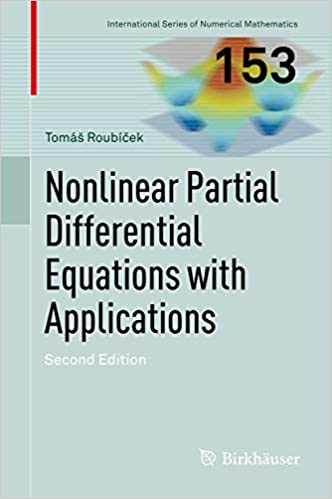 International Series of Numerical Mathematics
153
Tomáš Roubíček
Nonlinear Partial
Differential
Equations with
Applications
Second Edition
Birkhäuser